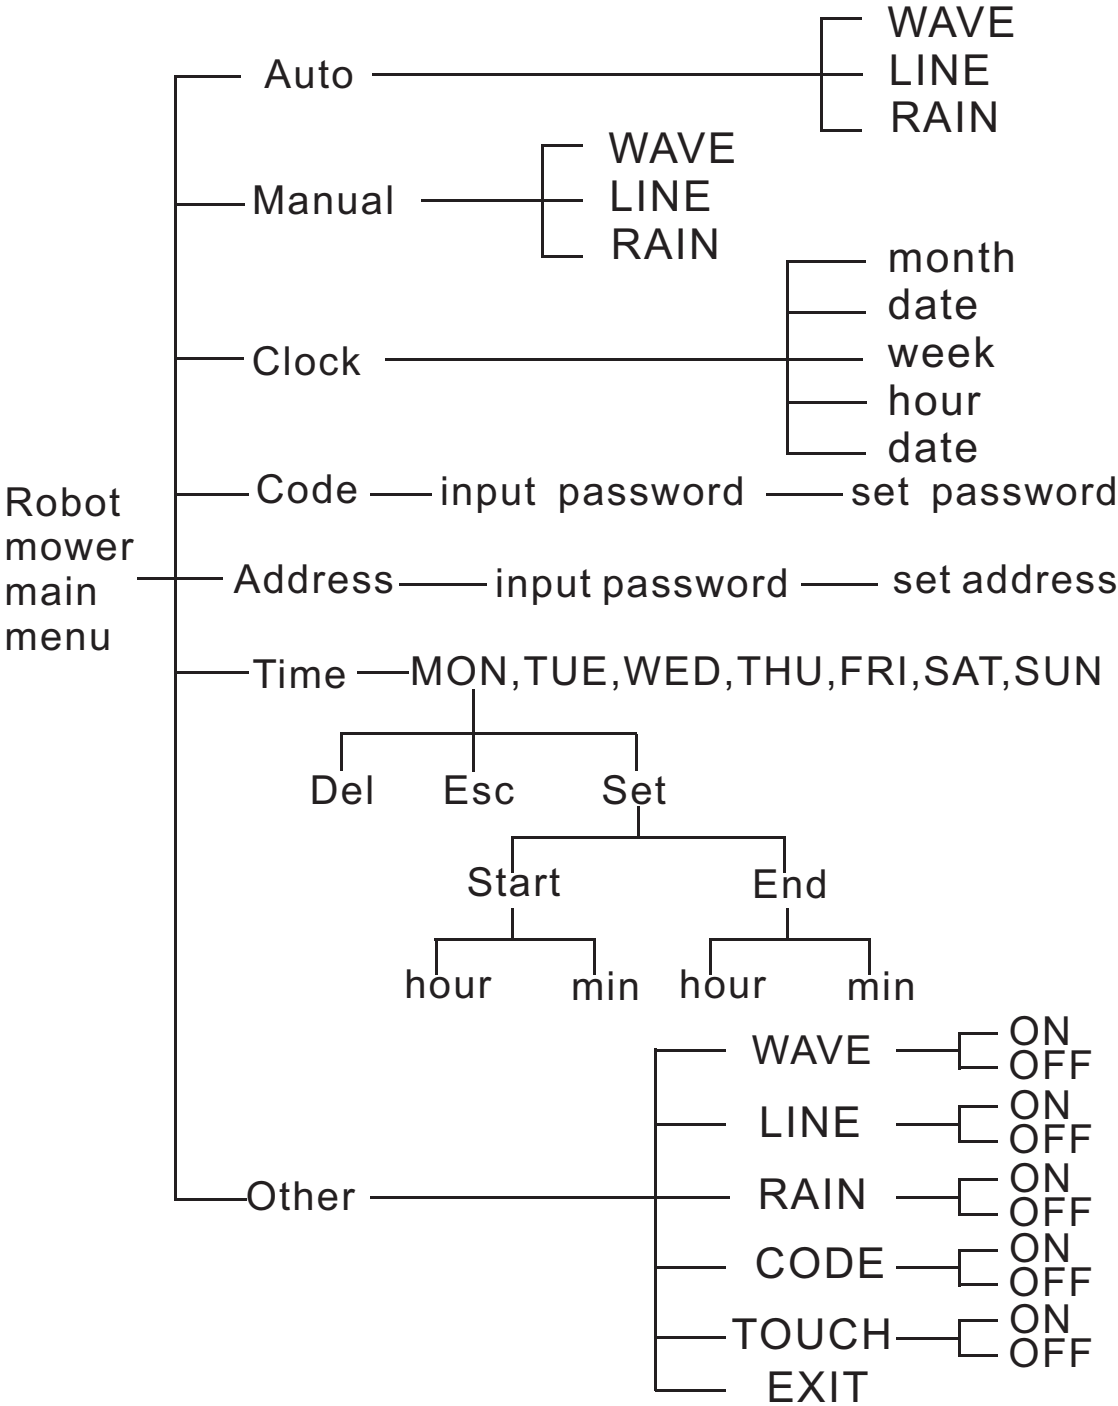 WAVE
Auto
LINE
RAIN
WAVE
Manual
LINE
RAIN
month
date
Clock
week
hour
date
Robot
mower
main
menu
Code input password set password
Address input password set address
Time MON,TUE,WED,THU,FRI,SAT,SUN
Del Esc Set
Start End
hour min hour min
Other
WAVE
ON
OFF
LINE
ON
OFF
RAIN
ON
OFF
CODE
ON
OFF
TOUCH
ON
OFF
EXIT